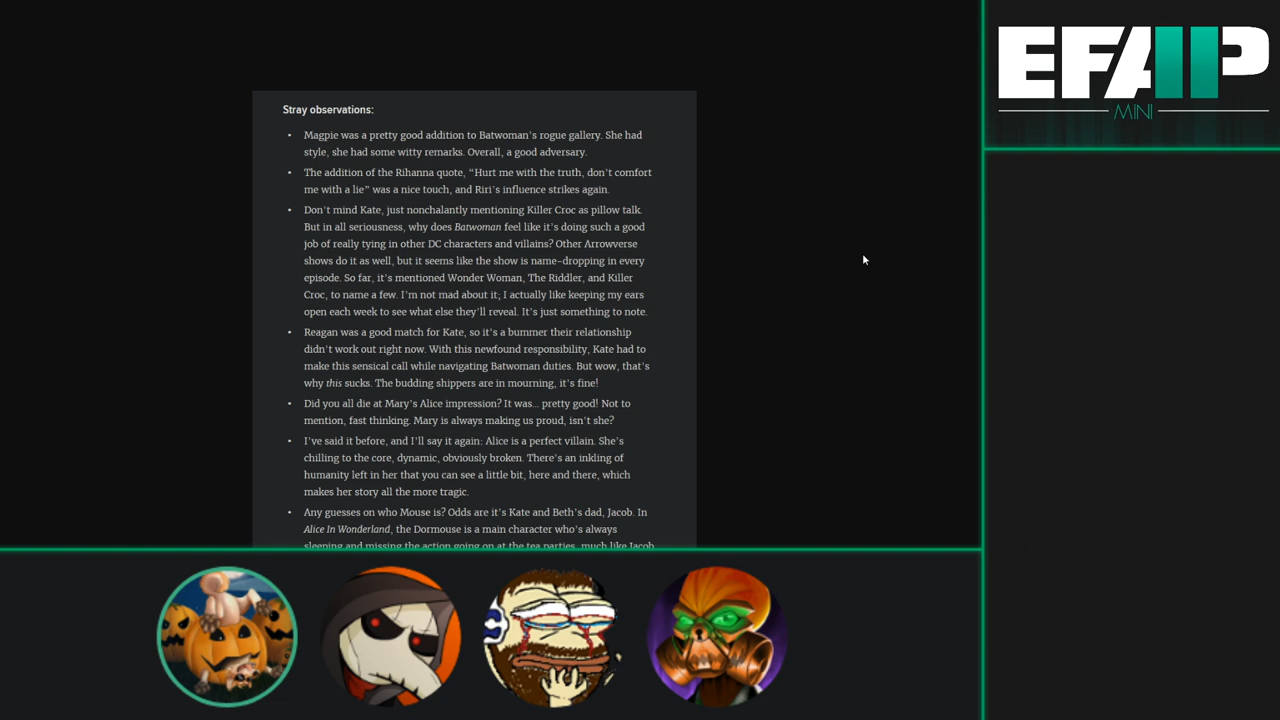 EFAP
MINI
Stray observations:
• Magpie was a pretty good addition to Batwoman's rogue gallery. She had
style, she had some witty remarks. Overall, a good adversary.
• The addition of the Rihanna quote, “Hurt me with the truth, don't comfort
me with a lie” was a nice touch, and Riri's influence strikes again.
• Don't mind Kate, just nonchalantly mentioning Killer Croc as pillow talk.
But in all seriousness, why does Batwoman feel like it's doing such a good
job of really tying in other DC characters and villains? Other Arrowverse
shows do it as well, but it seems like the show is name-dropping in every
episode. So far, it's mentioned Wonder Woman, The Riddler, and Killer
Croc, to name a few. I'm not mad about it; I actually like keeping my ears
open each week to see what else they'll reveal. It's just something to note.
• Reagan was a good match for Kate, so it's a bummer their relationship
didn't work out right now. With this newfound responsibility, Kate had to
make this sensical call while navigating Batwoman duties. But wow, that's
why this sucks. The budding shippers are in mourning, it's fine!
• Did you all die at Mary's Alice impression? It was... pretty good! Not to
mention, fast thinking. Mary is always making us proud, isn't she?
• I've said it before, and I'll say it again: Alice is a perfect villain. She's
chilling to the core, dynamic, obviously broken. There's an inkling of
humanity left in her that you can see a little bit, here and there, which
makes her story all the more tragic.
• Any guesses on who Mouse is? Odds are it's Kate and Beth's dad, Jacob. In
Alice In Wonderland, the Dormouse is a main character who's always
sleeping and missing the action going on at the tea parties, much like Jacob